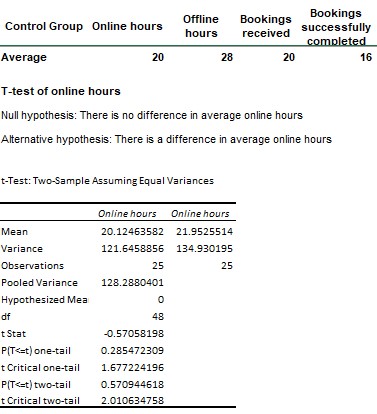 Control Group Online hours Offline hours Bookings received Bookings successfully completed
Average 20 28 20 16
T-test of online hours
Null hypothesis: There is no difference in average online hours
Alternative hypothesis: There is a difference in average online hours
t-Test: Two-Sample Assuming Equal Variances
Online hours Online hours
Mean 20.12463582 21.9525514
Variance 121.6458856 134.930195
Observations 25 25
Pooled Variance 128.2880401
Hypothesized Mea 0
df 48
t Stat -0.57058198
P(T<=t) one-tail 0.285472309
t Critical one-tail 1.677224196
P(T<=t) two-tail 0.570944618
t Critical two-tail 2.010634758